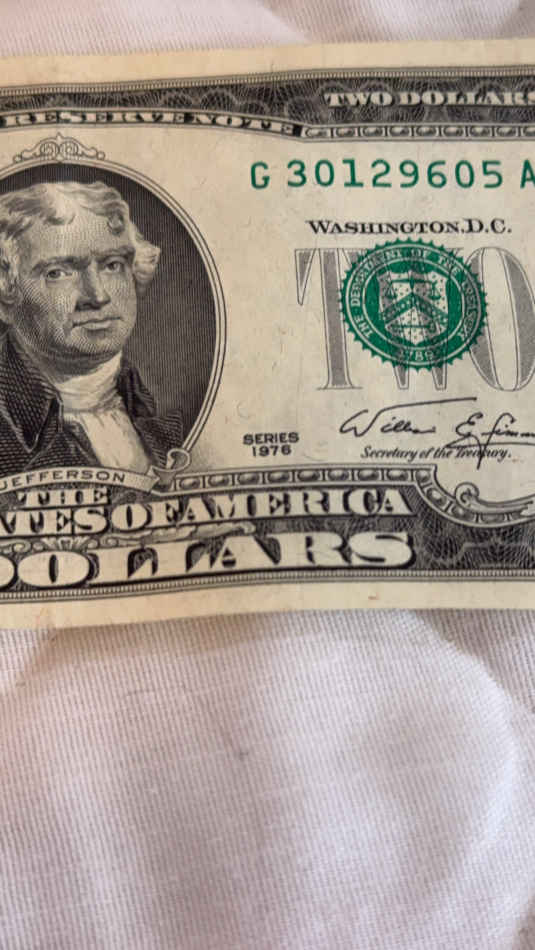 TWO DOLLARS
RESERVE NOTE
G 30129605 A
WASHINGTON, D.C.
TWO
THE DEPARTMENT OF THE TREASURY
1789
SERIES
1976
Secretary of the Treasury.
JEFFERSON
THE
ATES OF AMERICA
DOLLARS